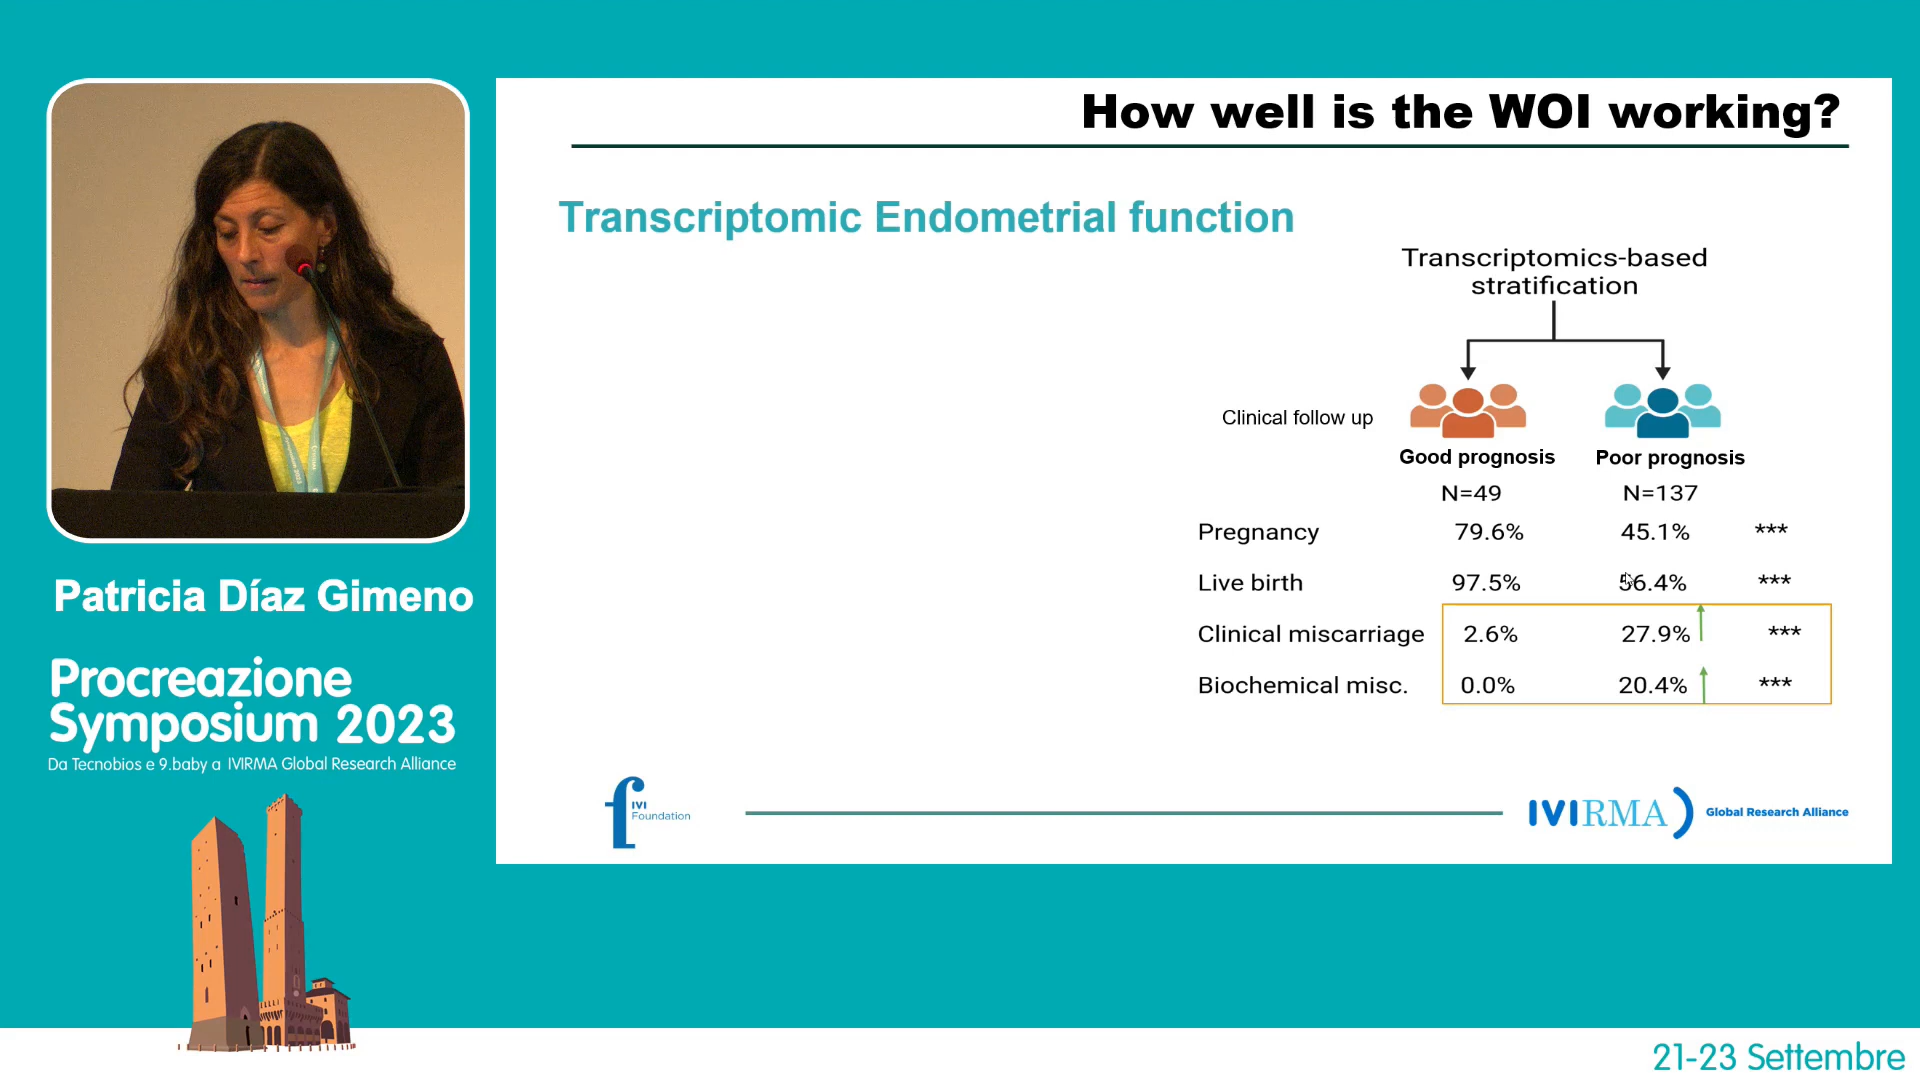 How well is the WOI working?
Transcriptomic Endometrial function
Transcriptomics-based
stratification
Clinical follow up
Good prognosis Poor prognosis
N=49 N=137
Pregnancy 79.6% 45.1% ***
Live birth 97.5% 56.4% ***
Clinical miscarriage 2.6% 27.9% ***
Biochemical misc. 0.0% 20.4% ***
IVI
Foundation
IVIRMA Global Research Alliance
Patricia Díaz Gimeno
Procreazione
Symposium 2023
Da Tecnobios e 9.baby a IVIRMA Global Research Alliance
21-23 Settembre